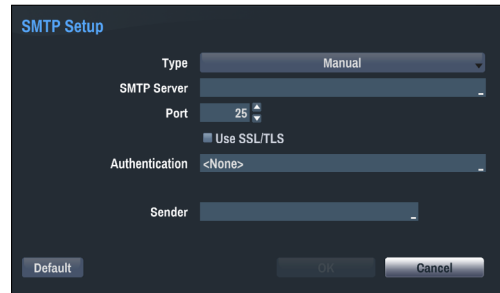 SMTP Setup
Type Manual
SMTP Server
Port 25
Use SSL/TLS
Authentication <None>
Sender
Default OK Cancel